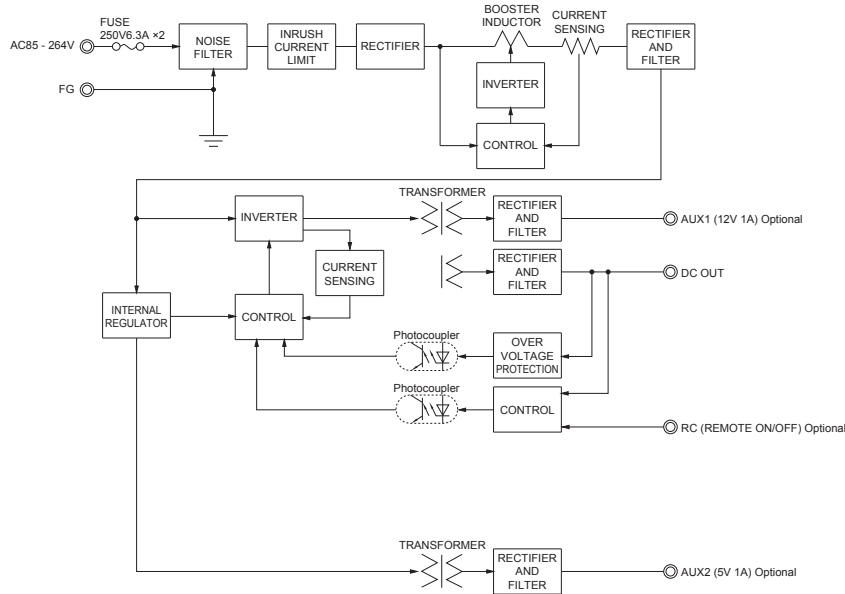 FUSE
250V6.3A ×2
AC85 - 264V
FG
NOISE
FILTER
INRUSH
CURRENT
LIMIT
RECTIFIER
BOOSTER
INDUCTOR
CURRENT
SENSING
RECTIFIER
AND
FILTER
INVERTER
CONTROL
TRANSFORMER
INVERTER
RECTIFIER
AND
FILTER
AUX1 (12V 1A) Optional
CURRENT
SENSING
RECTIFIER
AND
FILTER
DC OUT
INTERNAL
REGULATOR
CONTROL
Photocoupler
OVER
VOLTAGE
PROTECTION
Photocoupler
CONTROL
RC (REMOTE ON/OFF) Optional
TRANSFORMER
RECTIFIER
AND
FILTER
AUX2 (5V 1A) Optional